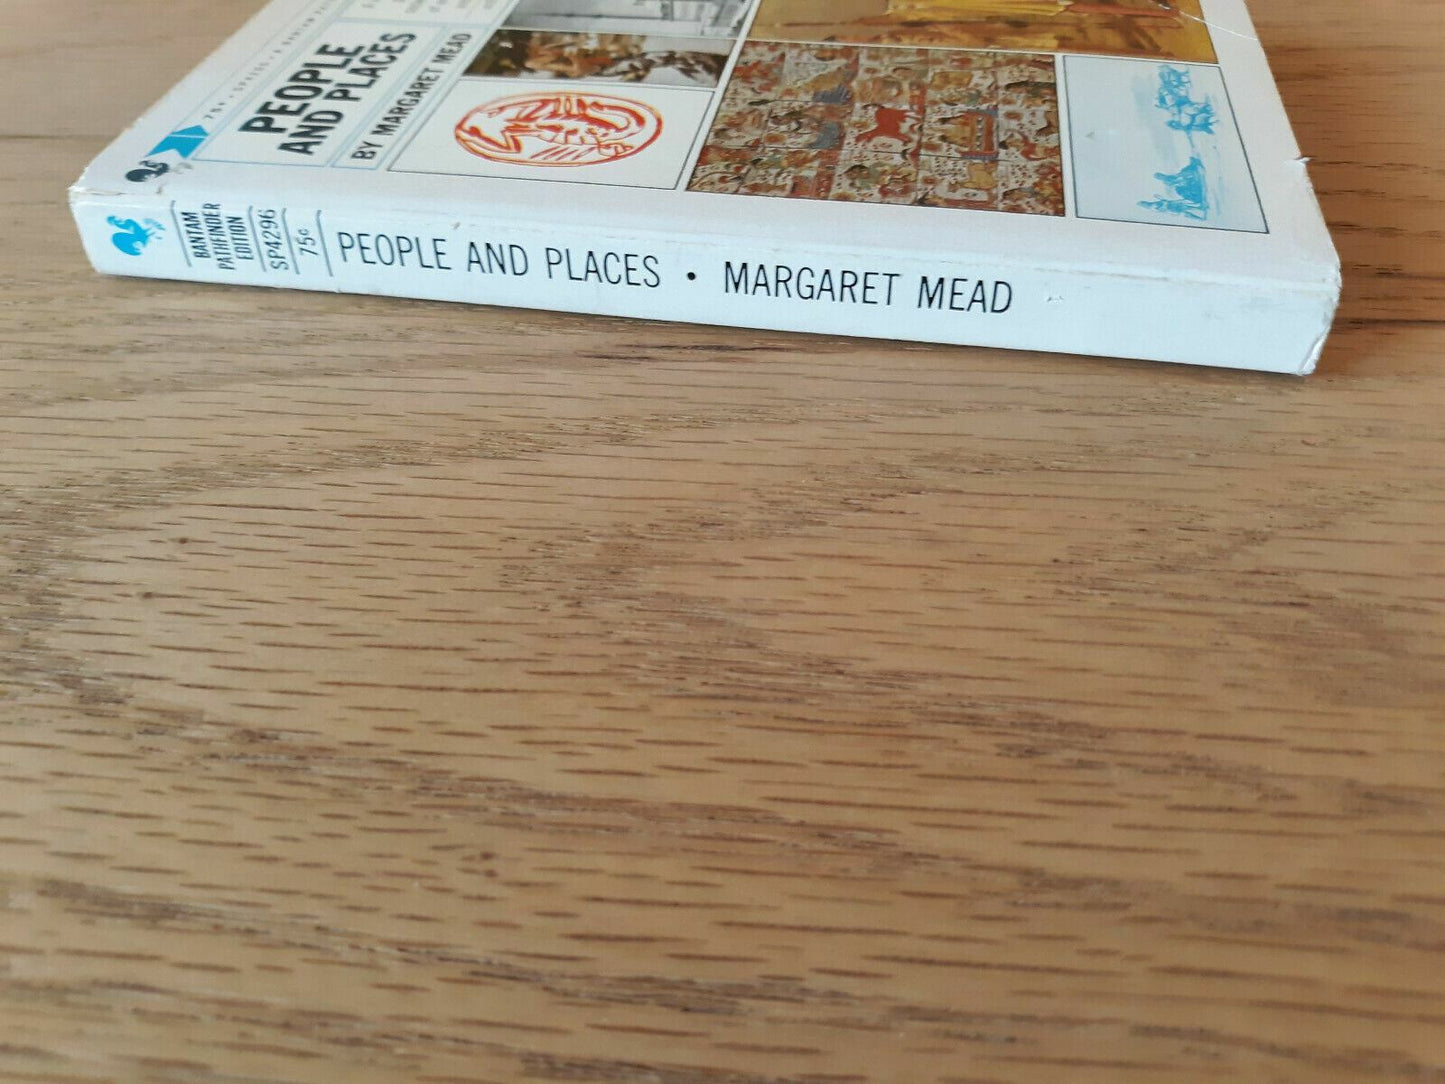 PEOPLE
AND PLACES
BY MARGARET MEAD
BANTAM
PATHFINDER
EDITION
SP4296
75¢
PEOPLE AND PLACES • MARGARET MEAD